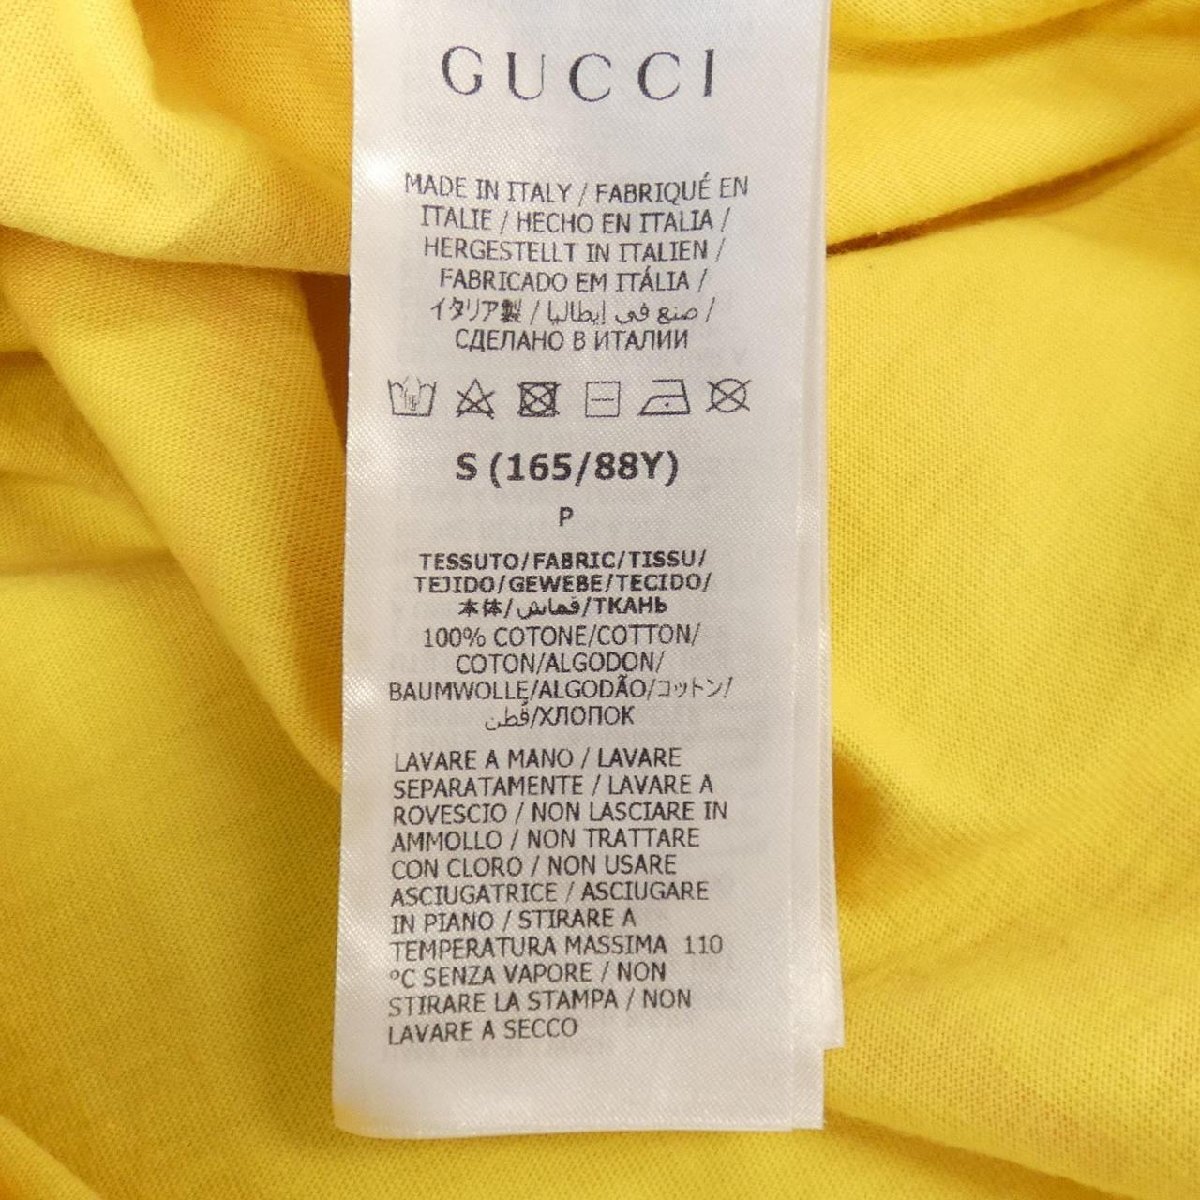 GUCCI
MADE IN ITALY / FABRIQUÉ EN
ITALIE / HECHO EN ITALIA /
HERGESTELLT IN ITALIEN /
FABRICADO EM ITÁLIA /
イタリア製 / صنع في إيطاليا /
СДЕЛАНО В ИТАЛИИ
S (165/88Y)
P
TESSUTO/FABRIC/TISSU/
TEJIDO/GEWEBE/TECIDO/
本体/قماش/ТКАНЬ
100% COTONE/COTTON/
COTON/ALGODON/
BAUMWOLLE/ALGODÃO/コットン/
قطن/ХЛОПОК
LAVARE A MANO / LAVARE
SEPARATAMENTE / LAVARE A
ROVESCIO / NON LASCIARE IN
AMMOLLO / NON TRATTARE
CON CLORO / NON USARE
ASCIUGATRICE / ASCIUGARE
IN PIANO / STIRARE A
TEMPERATURA MASSIMA 110
°C SENZA VAPORE / NON
STIRARE LA STAMPA / NON
LAVARE A SECCO